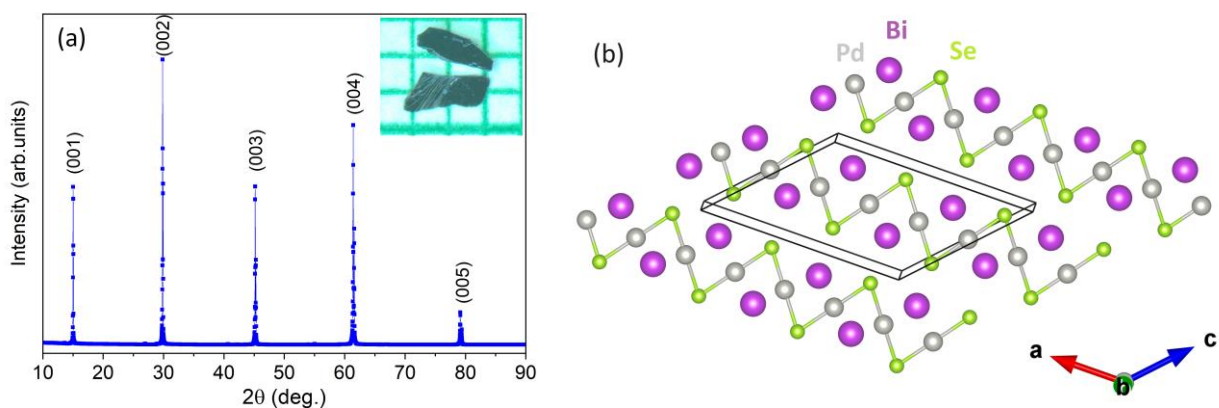 (a)
(001)
(002)
(003)
(004)
(005)
Intensity (arb.units)
10 20 30 40 50 60 70 80 90
2θ (deg.)
(b)
Bi
Pd
Se
a
b
c